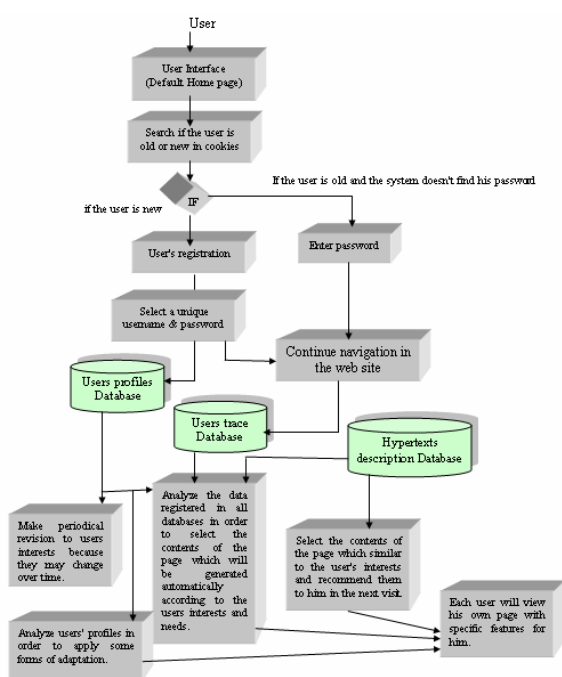 User
User Interface
(Default Home page)
Search if the user is
old or new in cookies
If the user is old and the system doesn't find his password
if the user is new
IF
User's registration
Enter password
Select a unique
username & password
Continue navigation in
the web site
Users profiles
Database
Users trace
Database
Hypertexts
description Database
Analyze the data
registered in all
databases in order
to select the
contents of the
page which will
be generated
automatically
according to the
users interests and
needs.
Make periodical
revision to users
interests because
they may change
over time.
Select the contents of
the page which similar
to the user's interests
and recommend them
to him in the next visit.
Each user will view
his own page with
specific features for
him.
Analyze users' profiles in
order to apply some
forms of adaptation.